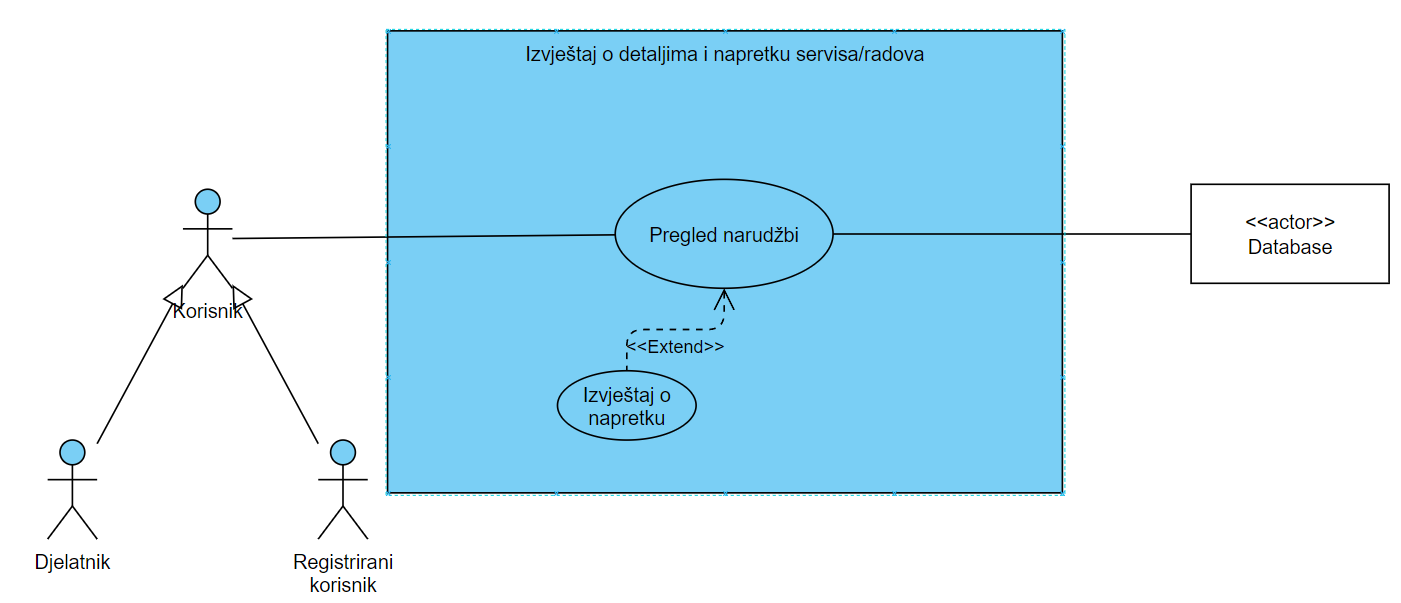 Izvještaj o detaljima i napretku servisa/radova
Korisnik
Pregled narudžbi
<<actor>>
Database
<<Extend>>
Izvještaj o
napretku
Djelatnik
Registrirani
korisnik